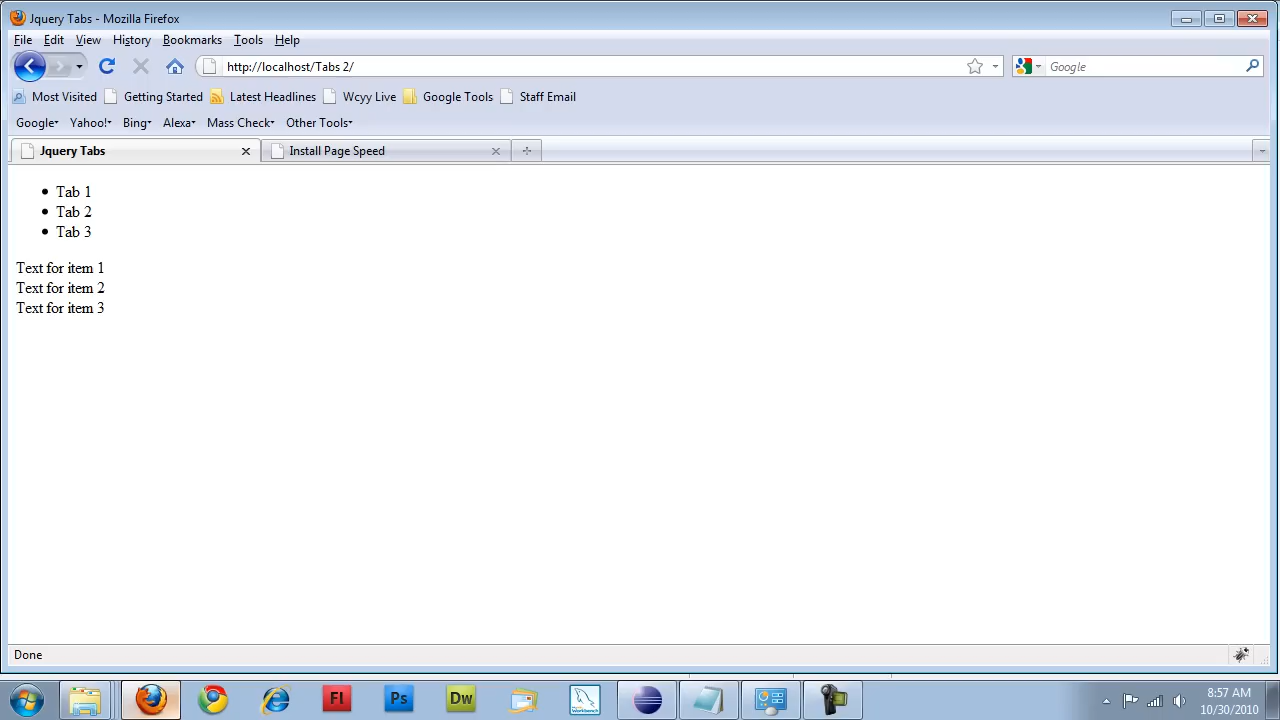 Jquery Tabs - Mozilla Firefox
File Edit View History Bookmarks Tools Help
http://localhost/Tabs 2/ Google
Most Visited Getting Started Latest Headlines Wcyy Live Google Tools Staff Email
Google Yahoo! Bing Alexa Mass Check Other Tools
Jquery Tabs Install Page Speed
Tab 1
Tab 2
Tab 3
Text for item 1
Text for item 2
Text for item 3
Done
Fl Ps Dw
8:57 AM
10/30/2010